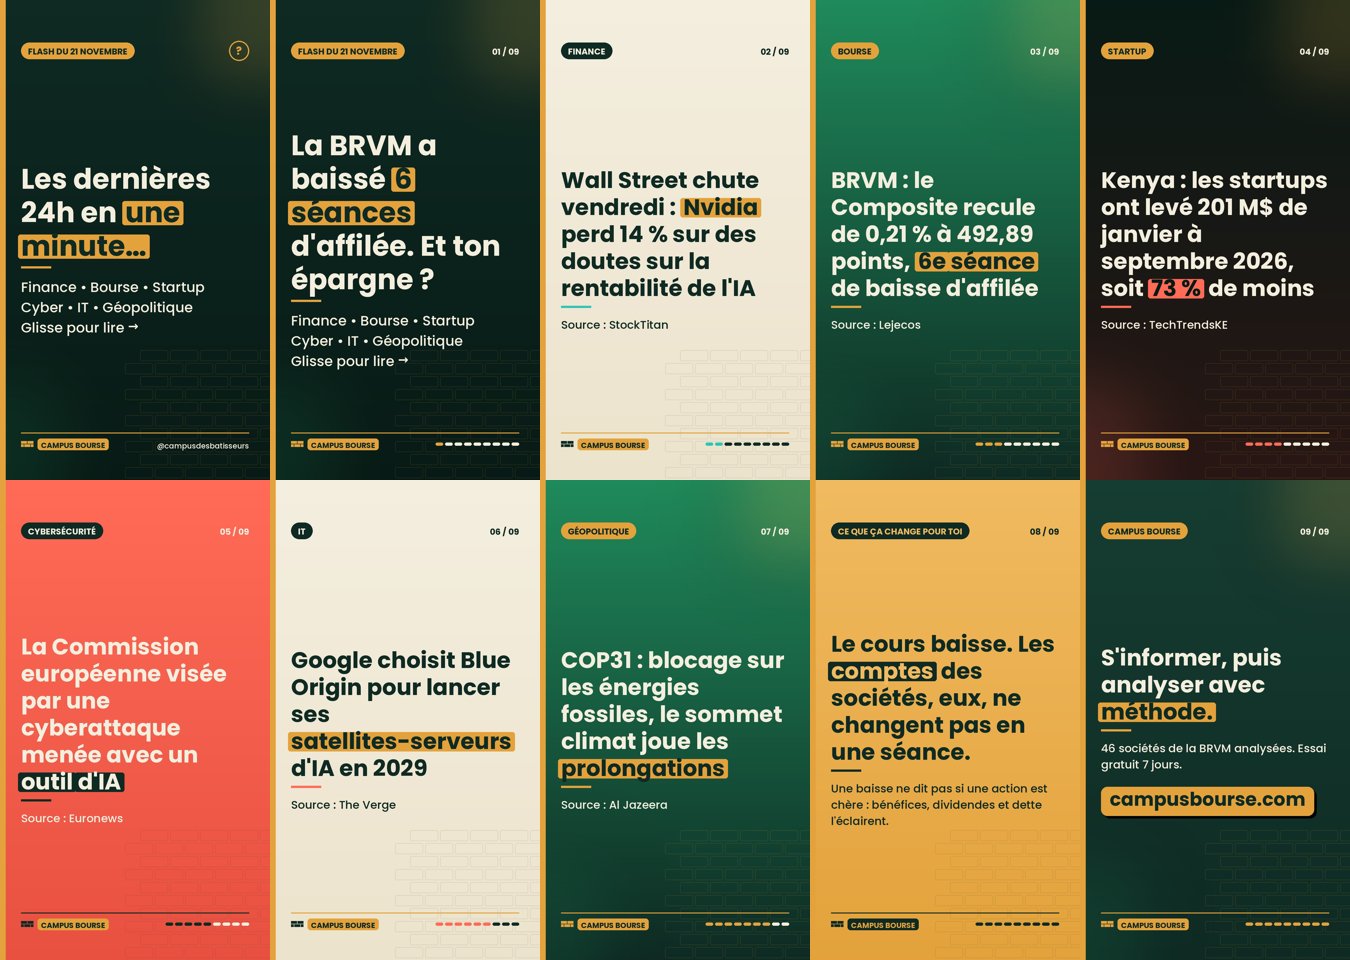 FLASH DU 21 NOVEMBRE
?
Les dernières
24h en une
minute...
Finance • Bourse • Startup
Cyber • IT • Géopolitique
Glisse pour lire →
CAMPUS BOURSE
@campusdesbatisseurs
FLASH DU 21 NOVEMBRE
01 / 09
La BRVM a
baissé 6
séances
d'affilée. Et ton
épargne ?
Finance • Bourse • Startup
Cyber • IT • Géopolitique
Glisse pour lire →
CAMPUS BOURSE
FINANCE
02 / 09
Wall Street chute
vendredi : Nvidia
perd 14 % sur des
doutes sur la
rentabilité de l'IA
Source : StockTitan
CAMPUS BOURSE
BOURSE
03 / 09
BRVM : le
Composite recule
de 0,21 % à 492,89
points, 6e séance
de baisse d'affilée
Source : Lejecos
CAMPUS BOURSE
STARTUP
04 / 09
Kenya : les startups
ont levé 201 M$ de
janvier à
septembre 2026,
soit 73 % de moins
Source : TechTrendsKE
CAMPUS BOURSE
CYBERSÉCURITÉ
05 / 09
La Commission
européenne visée
par une
cyberattaque
menée avec un
outil d'IA
Source : Euronews
CAMPUS BOURSE
IT
06 / 09
Google choisit Blue
Origin pour lancer
ses
satellites-serveurs
d'IA en 2029
Source : The Verge
CAMPUS BOURSE
GÉOPOLITIQUE
07 / 09
COP31 : blocage sur
les énergies
fossiles, le sommet
climat joue les
prolongations
Source : Al Jazeera
CAMPUS BOURSE
CE QUE ÇA CHANGE POUR TOI
08 / 09
Le cours baisse. Les
comptes des
sociétés, eux, ne
changent pas en
une séance.
Une baisse ne dit pas si une action est
chère : bénéfices, dividendes et dette
l'éclairent.
CAMPUS BOURSE
CAMPUS BOURSE
09 / 09
S'informer, puis
analyser avec
méthode.
46 sociétés de la BRVM analysées. Essai
gratuit 7 jours.
campusbourse.com
CAMPUS BOURSE